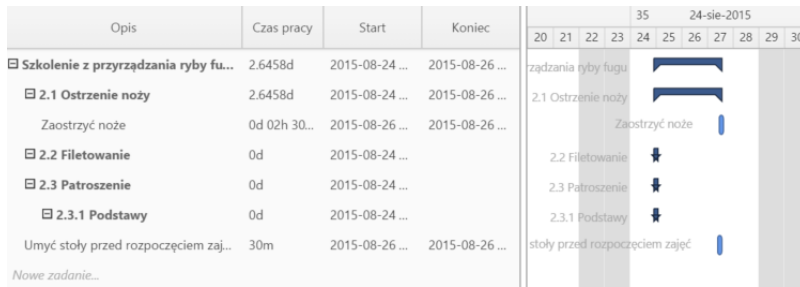 Opis Czas pracy Start Koniec 35 24-sie-2015
20 21 22 23 24 25 26 27 28 29 30
Szkolenie z przyrządzania ryby fu... 2.6458d 2015-08-24 ... 2015-08-26 ... rządzania ryby fugu
2.1 Ostrzenie noży 2.6458d 2015-08-24 ... 2015-08-26 ... 2.1 Ostrzenie noży
Zaostrzyć noże 0d 02h 30... 2015-08-26 ... 2015-08-26 ... Zaostrzyć noże
2.2 Filetowanie 0d 2015-08-24 ... 2.2 Filetowanie
2.3 Patroszenie 0d 2015-08-24 ... 2.3 Patroszenie
2.3.1 Podstawy 0d 2015-08-24 ... 2.3.1 Podstawy
Umyć stoły przed rozpoczęciem zaj... 30m 2015-08-26 ... 2015-08-26 ... stoły przed rozpoczęciem zajęć
Nowe zadanie...